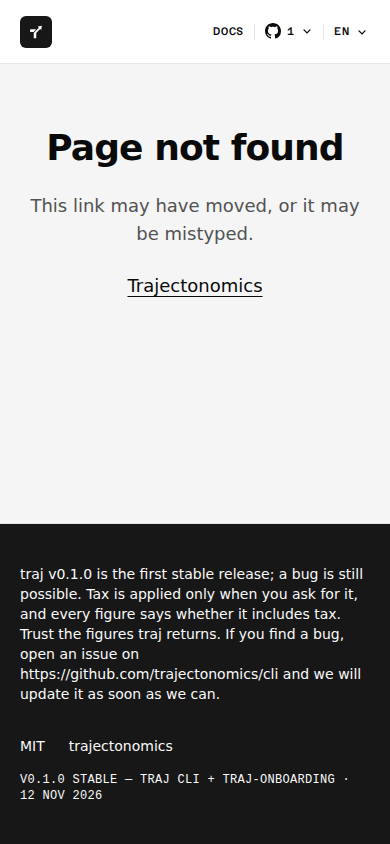 DOCS 1 EN
Page not found
This link may have moved, or it may
be mistyped.
Trajectonomics
traj v0.1.0 is the first stable release; a bug is still
possible. Tax is applied only when you ask for it,
and every figure says whether it includes tax.
Trust the figures traj returns. If you find a bug,
open an issue on
https://github.com/trajectonomics/cli and we will
update it as soon as we can.
MIT trajectonomics
V0.1.0 STABLE — TRAJ CLI + TRAJ-ONBOARDING ·
12 NOV 2026